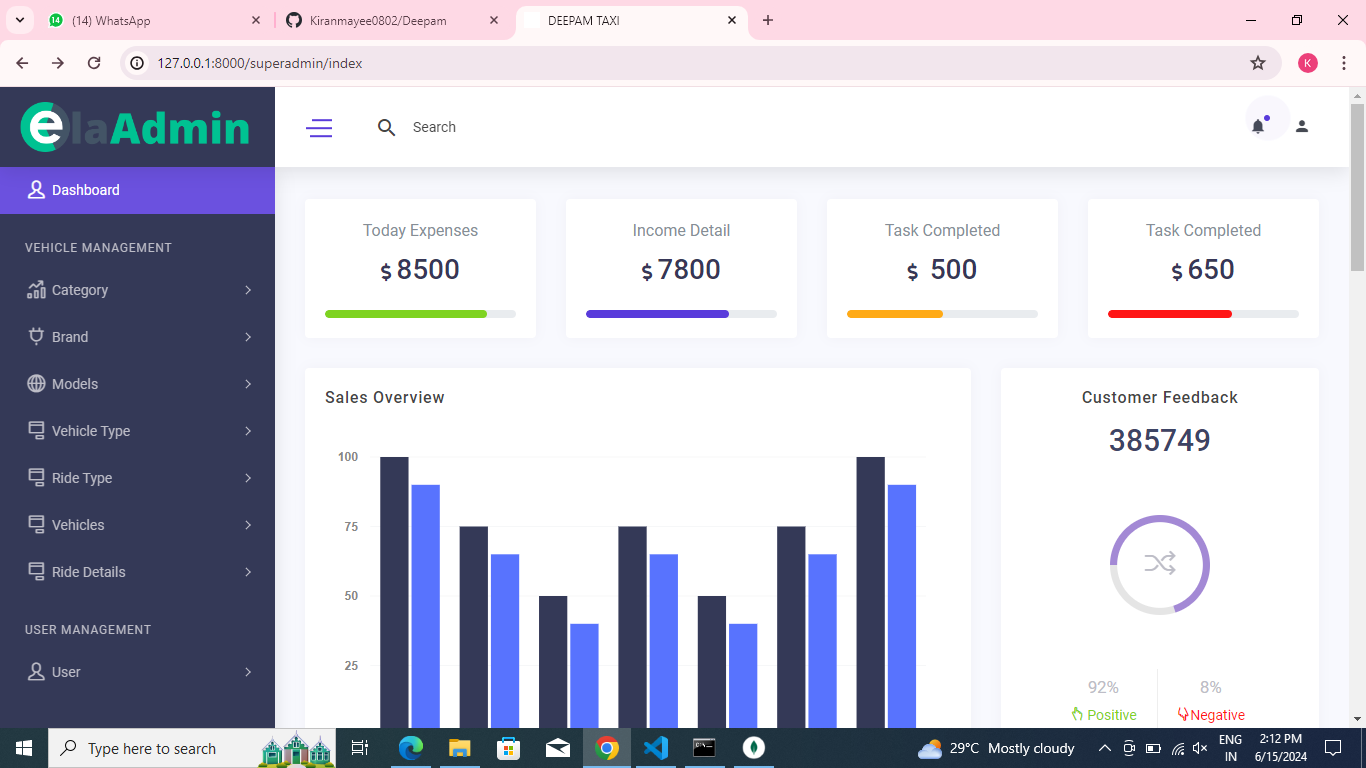 (14) WhatsApp
Kiranmayee0802/Deepam
DEEPAM TAXI
127.0.0.1:8000/superadmin/index
K
elaAdmin
Search
Dashboard
VEHICLE MANAGEMENT
Category
Brand
Models
Vehicle Type
Ride Type
Vehicles
Ride Details
USER MANAGEMENT
User
Today Expenses
$ 8500
Income Detail
$ 7800
Task Completed
$ 500
Task Completed
$ 650
Sales Overview
100
75
50
25
Customer Feedback
385749
92%
Positive
8%
Negative
Type here to search
29°C Mostly cloudy
ENG
IN
2:12 PM
6/15/2024